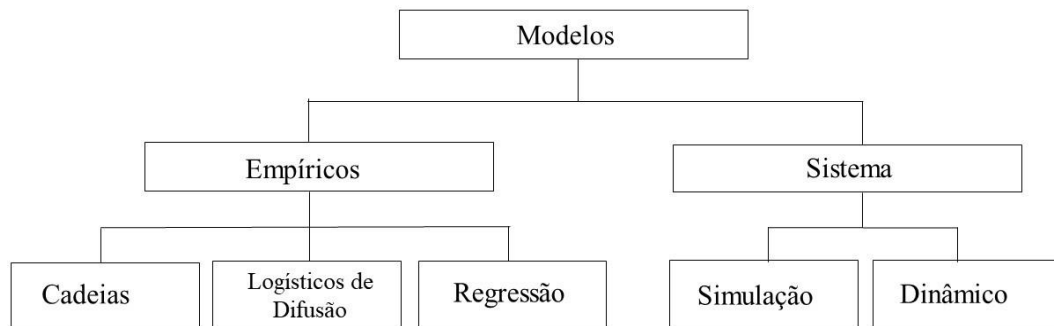 Modelos
Empíricos
Sistema
Cadeias
Logísticos de
Difusão
Regressão
Simulação
Dinâmico